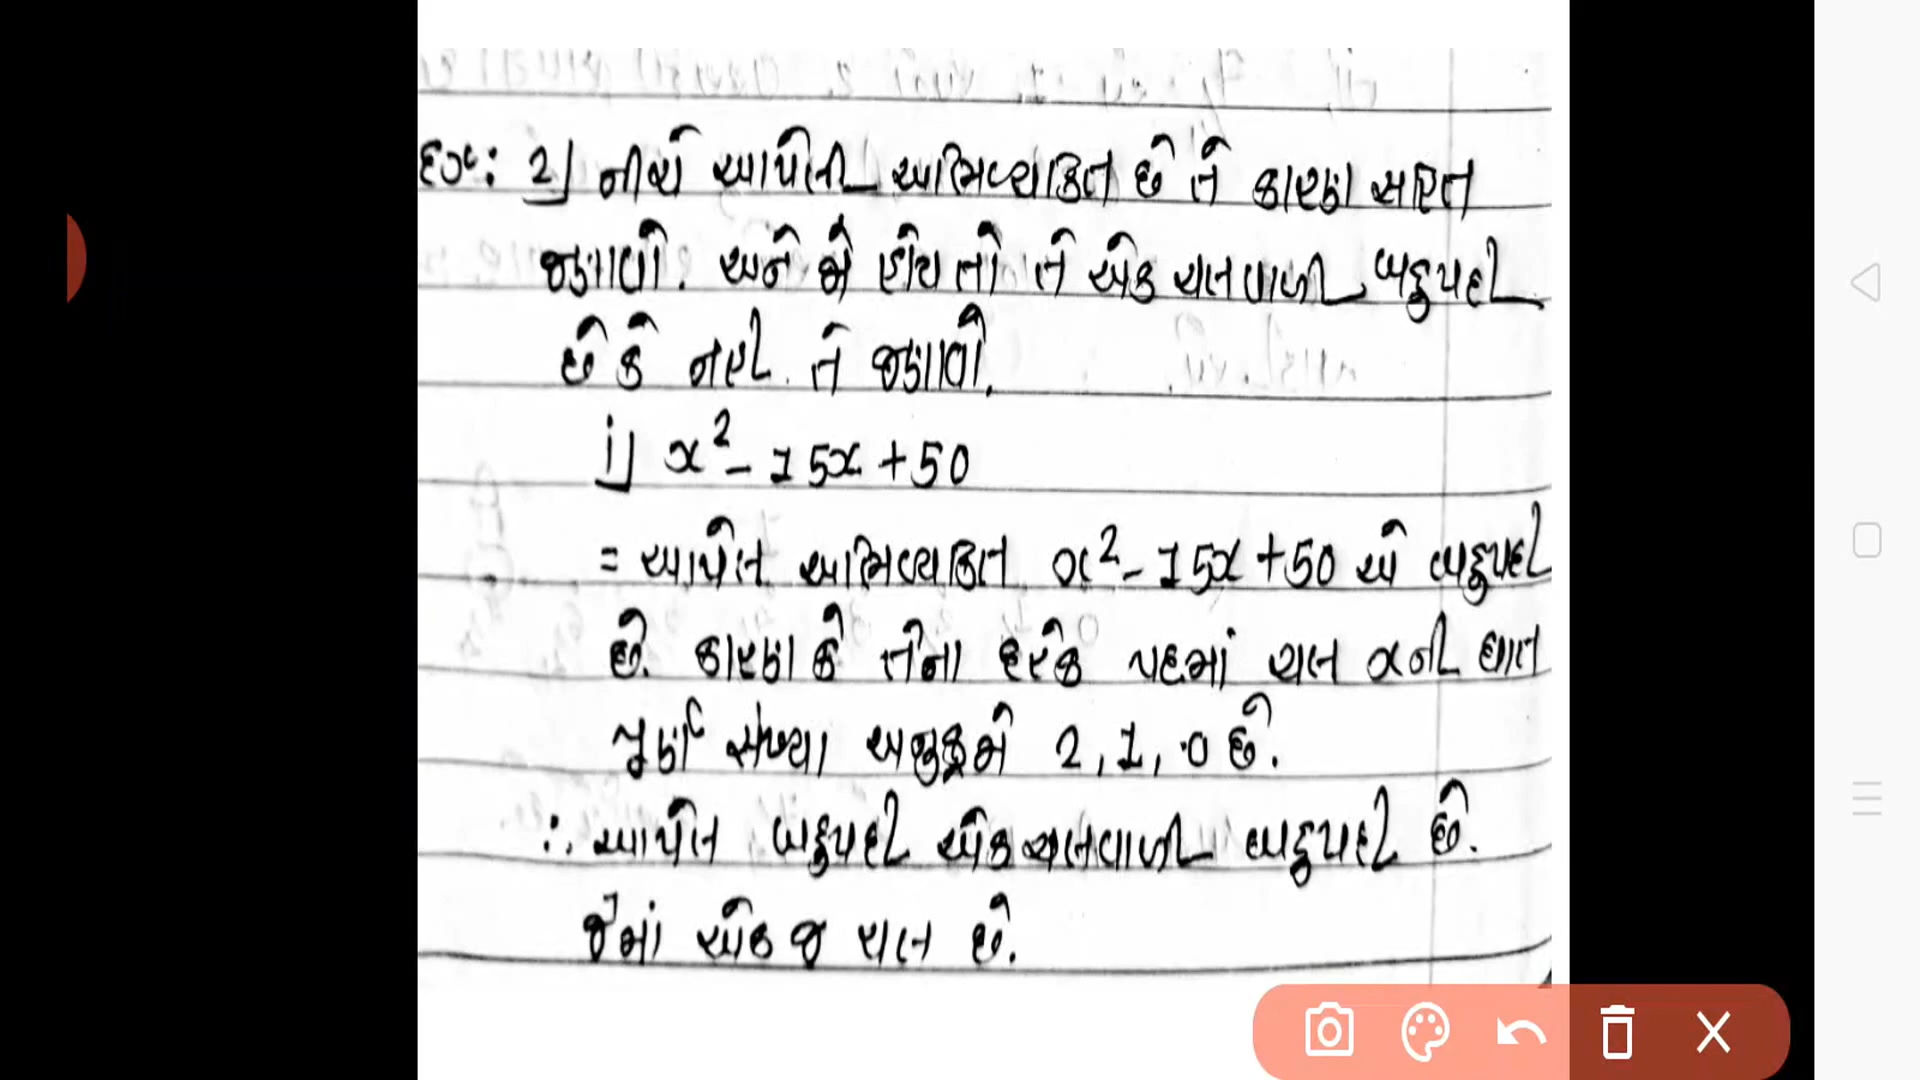 Ex: 2) નીચે આપેલી અભિવ્યક્તિ છે તે કારણ સહિત
જણાવો. અને જો હોય તો તે એક ચલવાળી બહુપદી
છે કે નહીં તે જણાવો.
i) x² - 15x + 50
= આપેલ અભિવ્યક્તિ x² - 15x + 50 એ બહુપદી
છે. કારણ કે તેના દરેક પદમાં ચલ x ની ઘાત
પૂર્ણ સંખ્યા અનુક્રમે 2, 1, 0 છે.
∴ આપેલ બહુપદી એક ચલવાળી બહુપદી છે.
જેમાં એક જ ચલ છે.